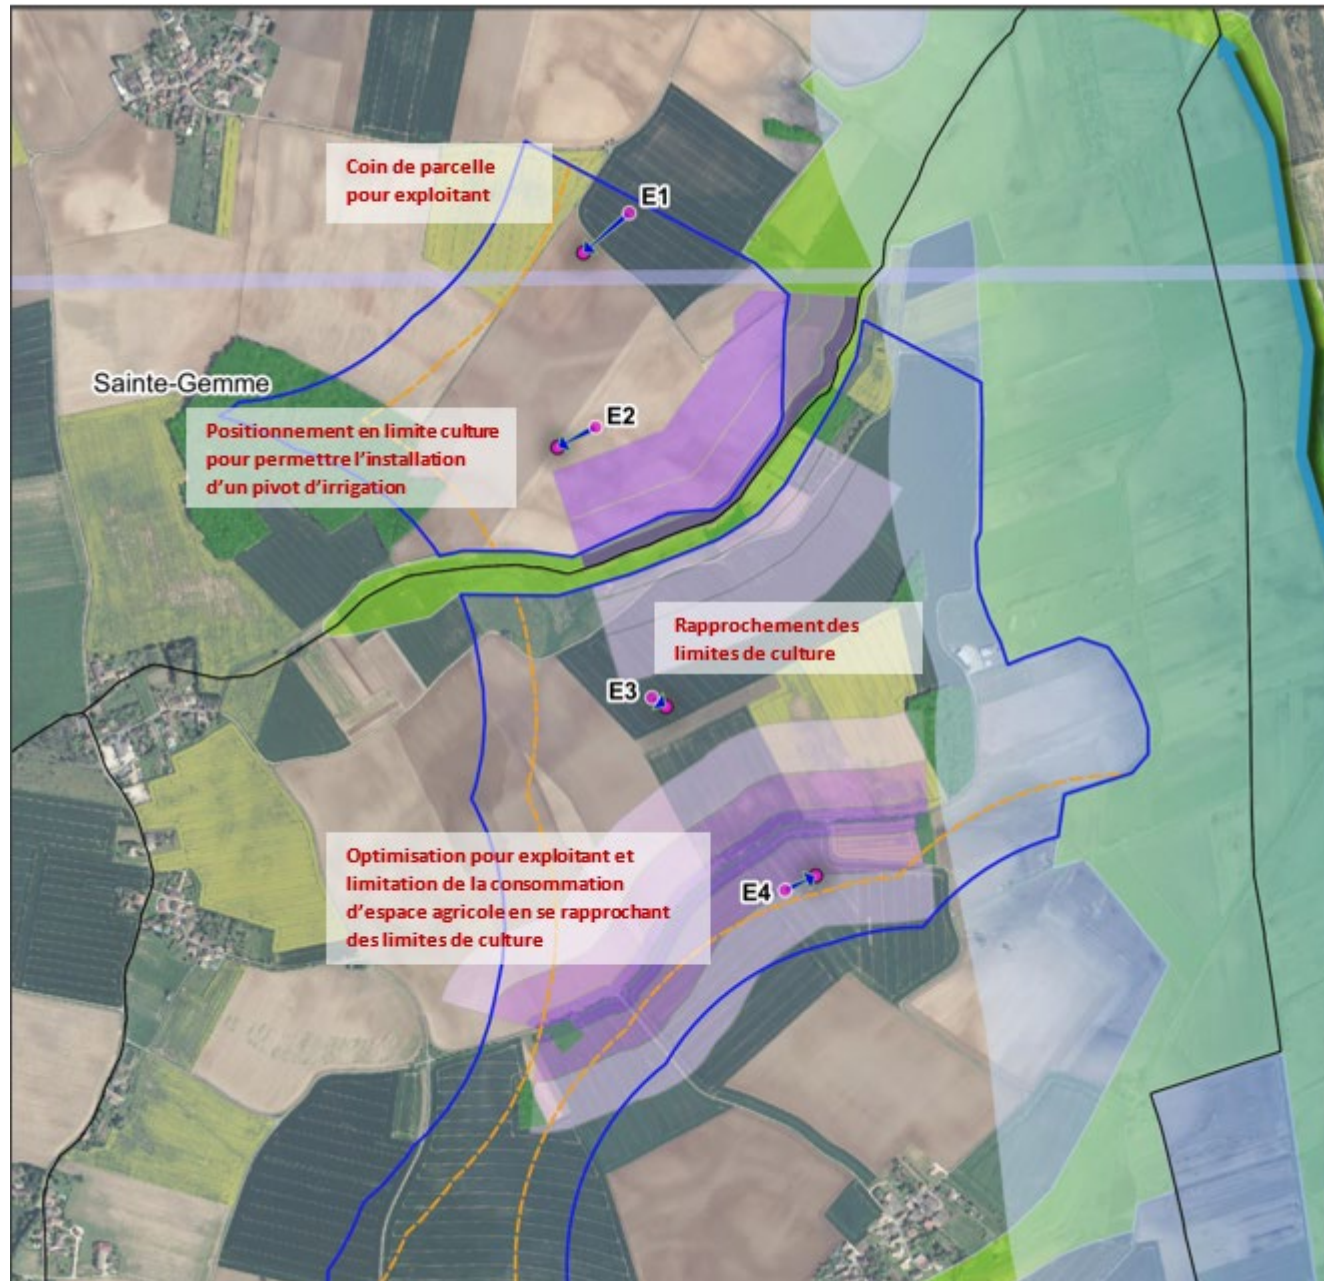 Coin de parcelle
pour exploitant
E1
Sainte-Gemme
Positionnement en limite culture
pour permettre l’installation
d’un pivot d’irrigation
E2
Rapprochement des
limites de culture
E3
Optimisation pour exploitant et
limitation de la consommation
d’espace agricole en se rapprochant
des limites de culture
E4